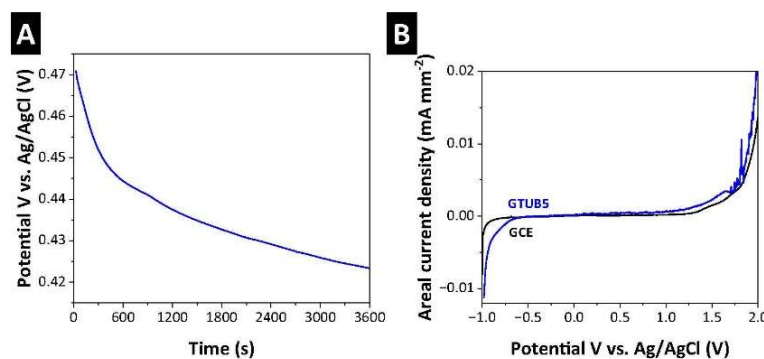 A
Potential V vs. Ag/AgCl (V)
0.47
0.46
0.45
0.44
0.43
0.42
0 600 1200 1800 2400 3000 3600
Time (s)
B
Areal current density (mA mm⁻²)
0.02
0.01
0.00
−0.01
GTUB5
GCE
−1.0 −0.5 0.0 0.5 1.0 1.5 2.0
Potential V vs. Ag/AgCl (V)